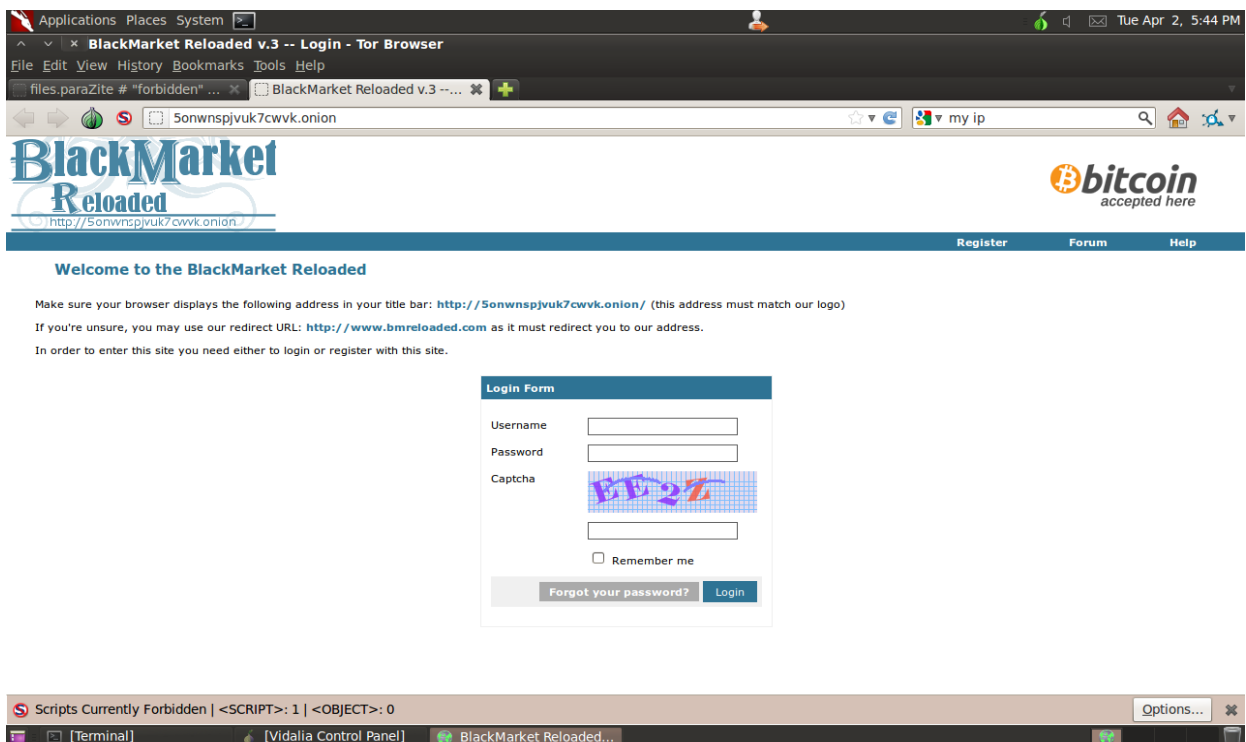 Applications Places System Tue Apr 2, 5:44 PM
BlackMarket Reloaded v.3 -- Login - Tor Browser
File Edit View History Bookmarks Tools Help
files.paraZite # "forbidden" ... BlackMarket Reloaded v.3 --...
5onwnspjvuk7cwvk.onion my ip
BlackMarket
Reloaded
http://5onwnspjvuk7cwvk.onion
bitcoin
accepted here
Register Forum Help
Welcome to the BlackMarket Reloaded
Make sure your browser displays the following address in your title bar: http://5onwnspjvuk7cwvk.onion/ (this address must match our logo)
If you're unsure, you may use our redirect URL: http://www.bmreloaded.com as it must redirect you to our address.
In order to enter this site you need either to login or register with this site.
Login Form
Username
Password
Captcha
EE2Z
Remember me
Forgot your password? Login
Scripts Currently Forbidden | <SCRIPT>: 1 | <OBJECT>: 0 Options...
[Terminal] [Vidalia Control Panel] BlackMarket Reloaded...